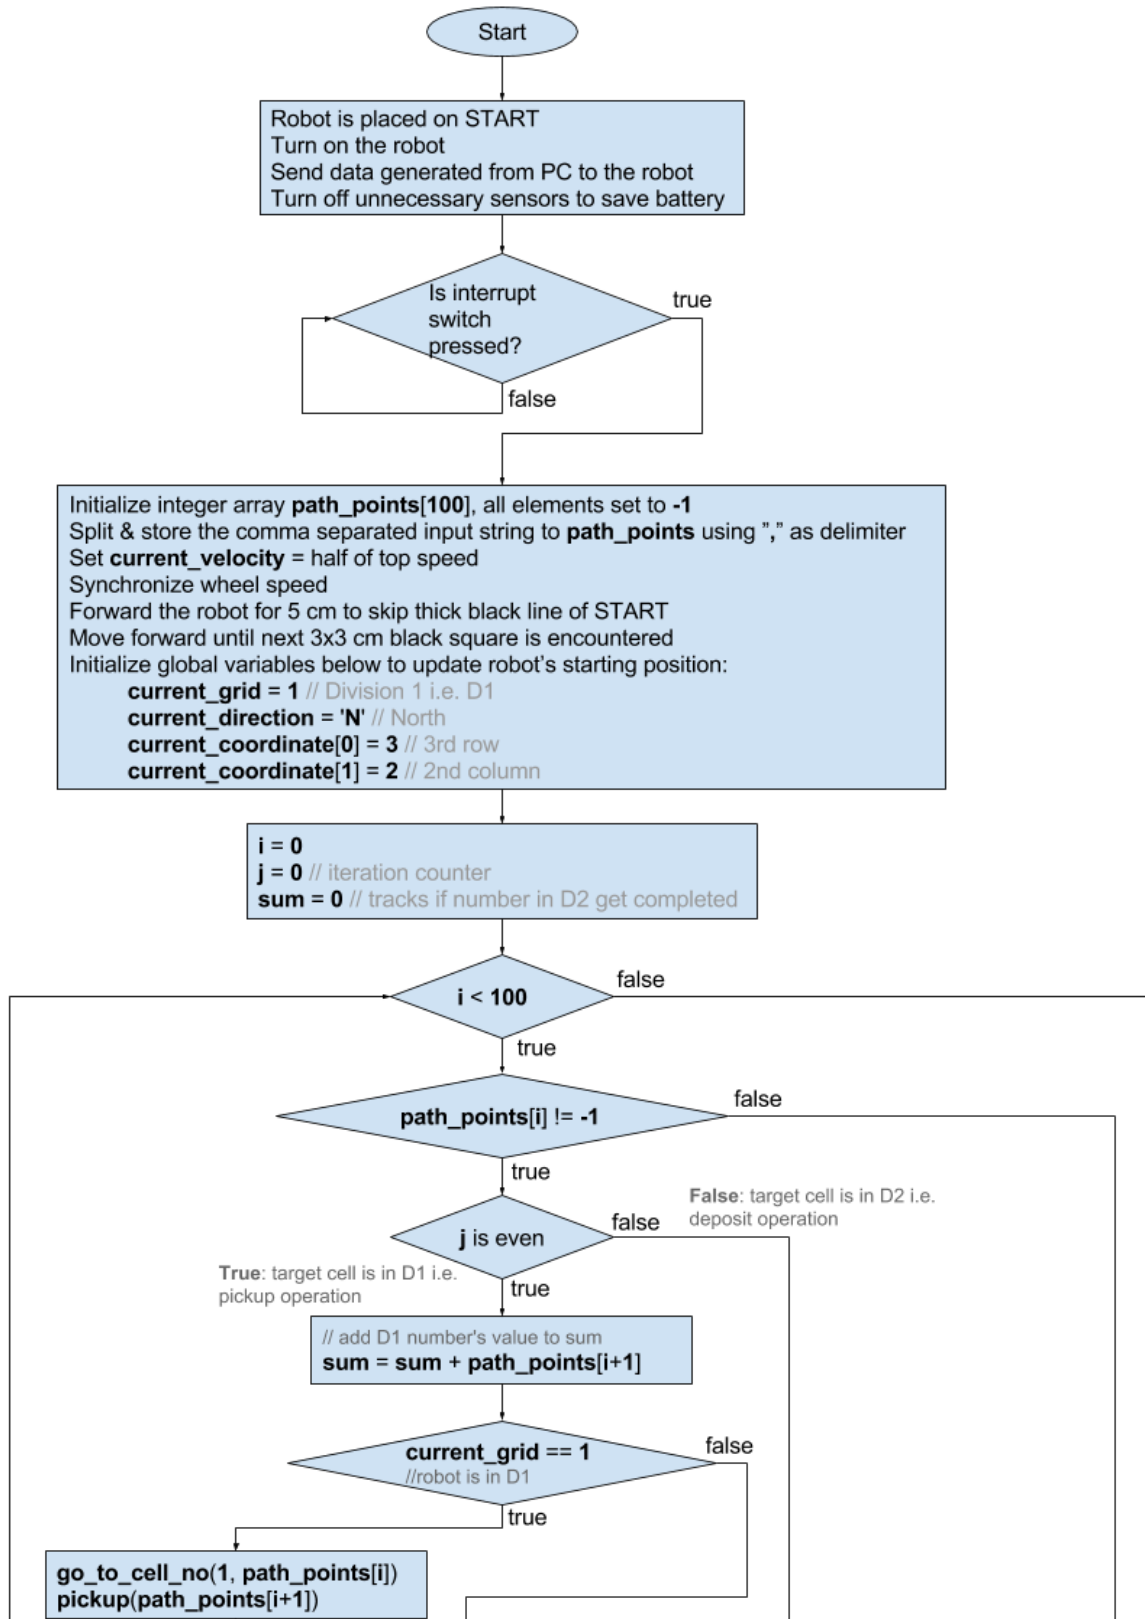 Start
Robot is placed on START
Turn on the robot
Send data generated from PC to the robot
Turn off unnecessary sensors to save battery
Is interrupt
switch
pressed?
true
false
Initialize integer array path_points[100], all elements set to -1
Split & store the comma separated input string to path_points using ”,” as delimiter
Set current_velocity = half of top speed
Synchronize wheel speed
Forward the robot for 5 cm to skip thick black line of START
Move forward until next 3x3 cm black square is encountered
Initialize global variables below to update robot's starting position:
current_grid = 1 // Division 1 i.e. D1
current_direction = 'N' // North
current_coordinate[0] = 3 // 3rd row
current_coordinate[1] = 2 // 2nd column
i = 0
j = 0 // iteration counter
sum = 0 // tracks if number in D2 get completed
i < 100
false
true
path_points[i] != -1
false
true
j is even
false
False: target cell is in D2 i.e.
deposit operation
True: target cell is in D1 i.e.
pickup operation
true
// add D1 number's value to sum
sum = sum + path_points[i+1]
current_grid == 1
//robot is in D1
false
true
go_to_cell_no(1, path_points[i])
pickup(path_points[i+1])